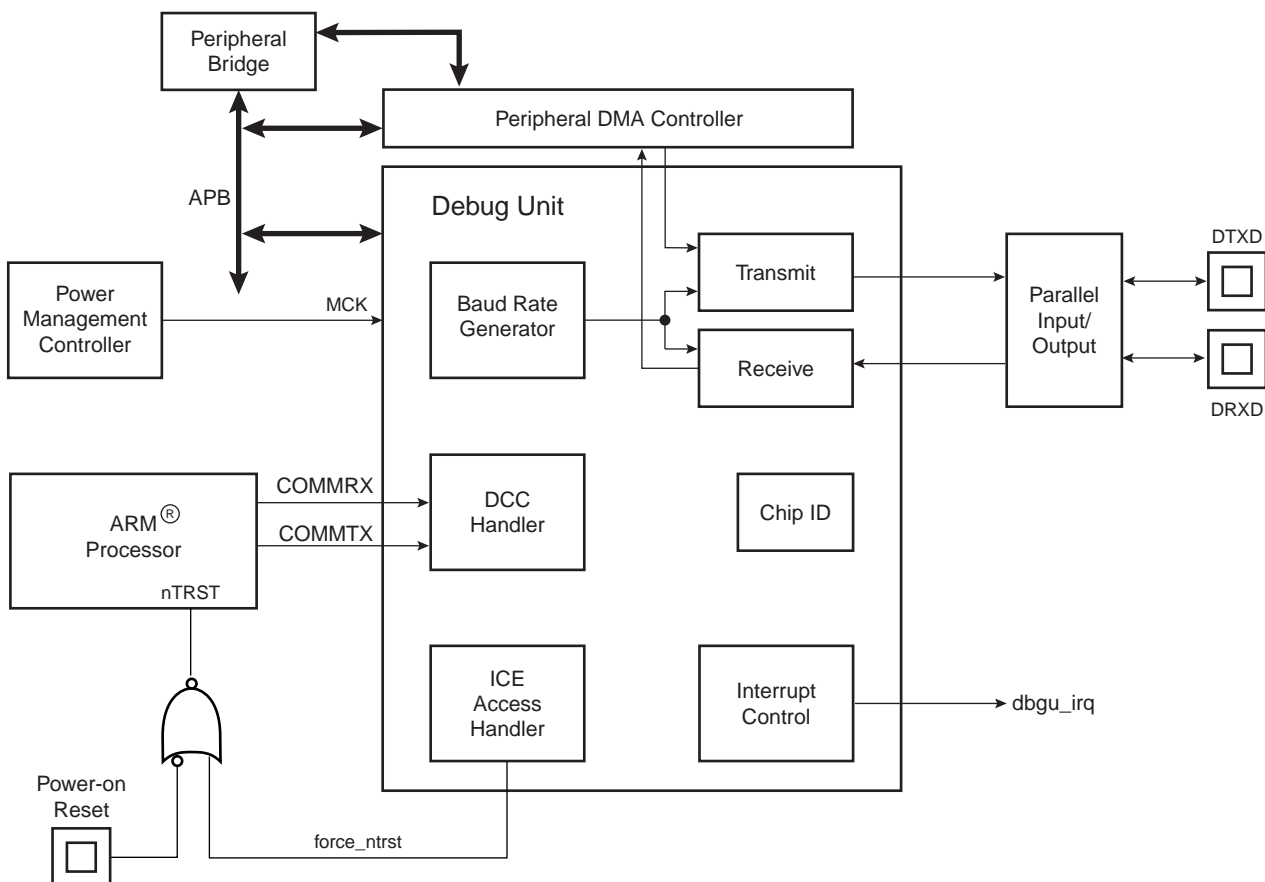 Peripheral
Bridge
Peripheral DMA Controller
APB
Debug Unit
DTXD
Power
Management
Controller
MCK
Baud Rate
Generator
Transmit
Receive
Parallel
Input/
Output
DRXD
ARM®
Processor
nTRST
COMMRX
COMMTX
DCC
Handler
Chip ID
ICE
Access
Handler
Interrupt
Control
dbgu_irq
Power-on
Reset
force_ntrst